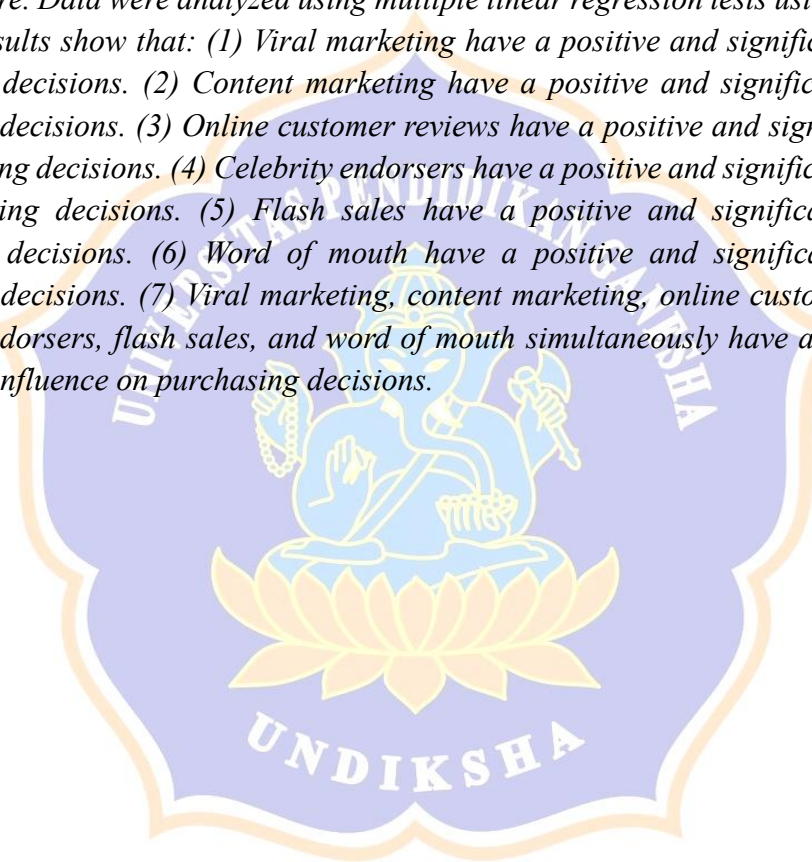 re. Data were analyzed using multiple linear regression tests usi
sults show that: (1) Viral marketing have a positive and signific
decisions. (2) Content marketing have a positive and signific
decisions. (3) Online customer reviews have a positive and sign
ng decisions. (4) Celebrity endorsers have a positive and significa
ing decisions. (5) Flash sales have a positive and significa
decisions. (6) Word of mouth have a positive and significa
decisions. (7) Viral marketing, content marketing, online custo
dorsers, flash sales, and word of mouth simultaneously have a
nfluence on purchasing decisions.
UNIVERSITAS PENDIDIKAN GANESHA
UNDIKSHA